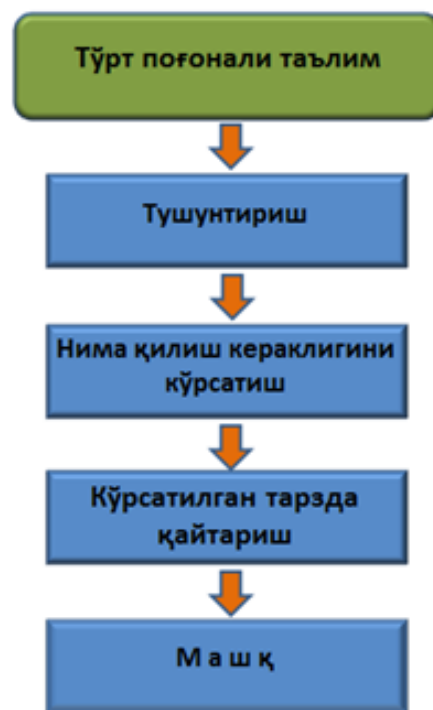 Тўрт поғонали таълим
Тушунтириш
Нима қилиш кераклигини
кўрсатиш
Кўрсатилган тарзда
қайтариш
М а ш қ